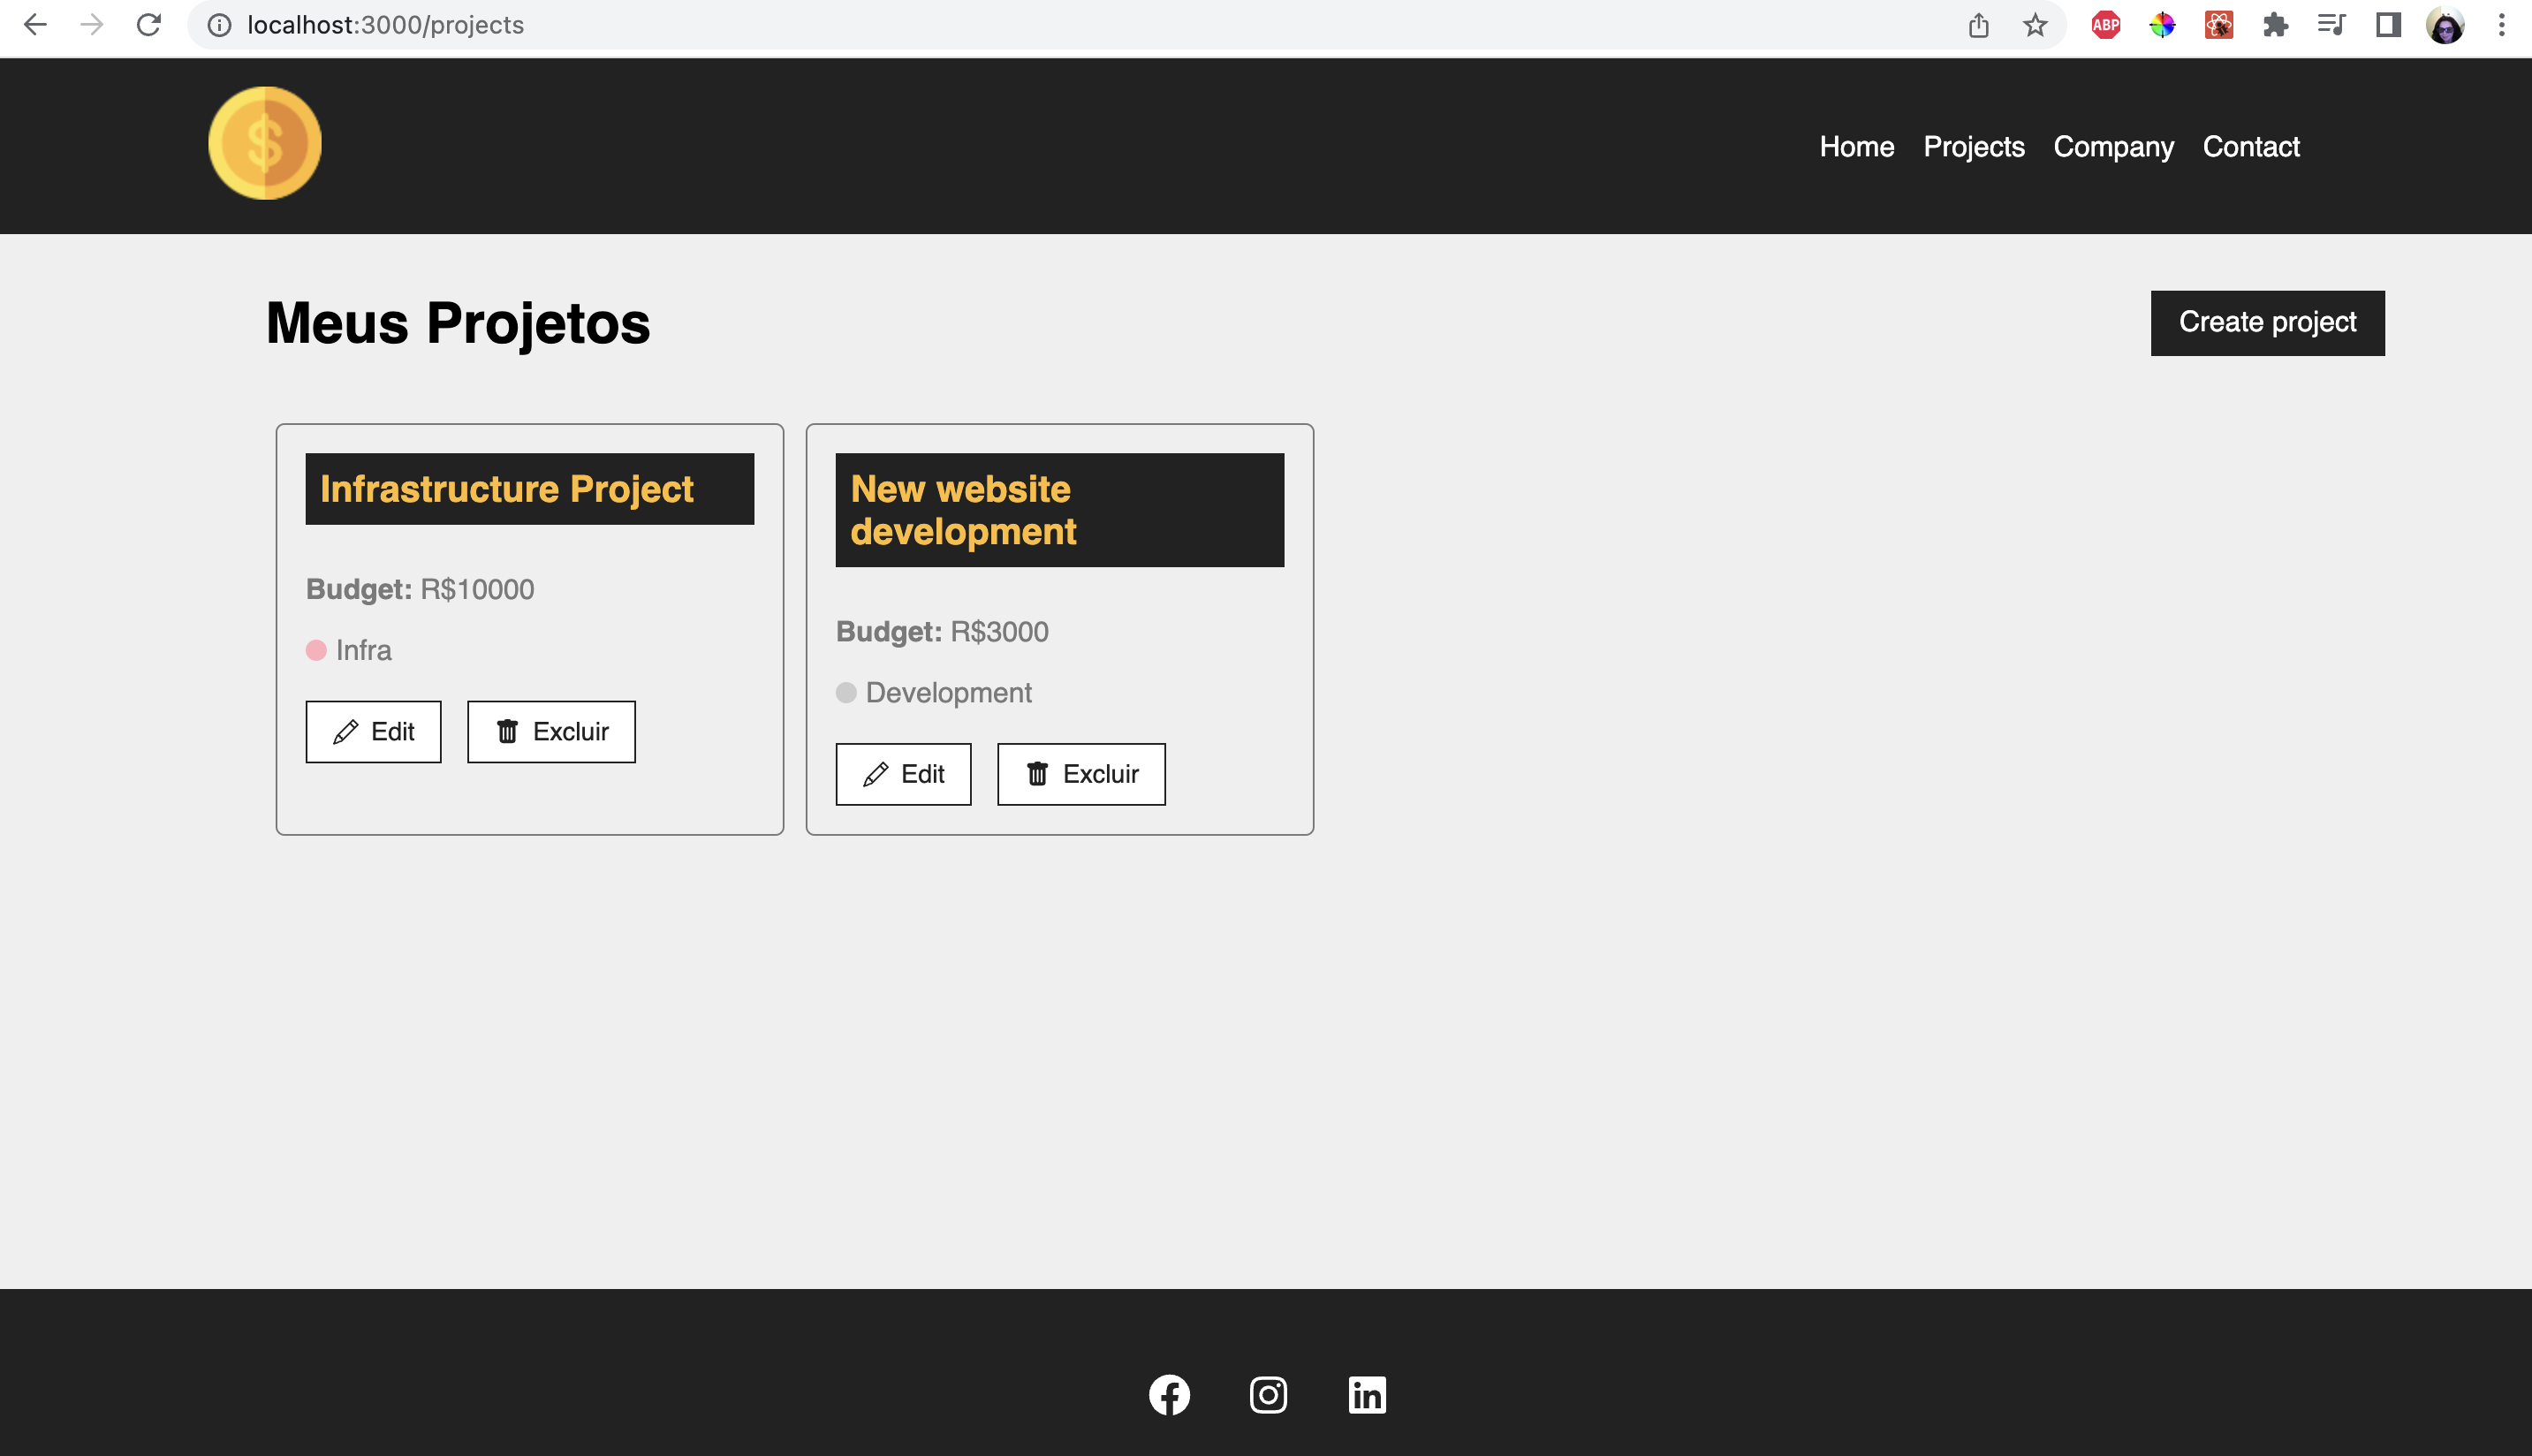 localhost:3000/projects
ABP
$
Home Projects Company Contact
Meus Projetos
Create project
Infrastructure Project
Budget: R$10000
Infra
Edit Excluir
New website
development
Budget: R$3000
Development
Edit Excluir
in